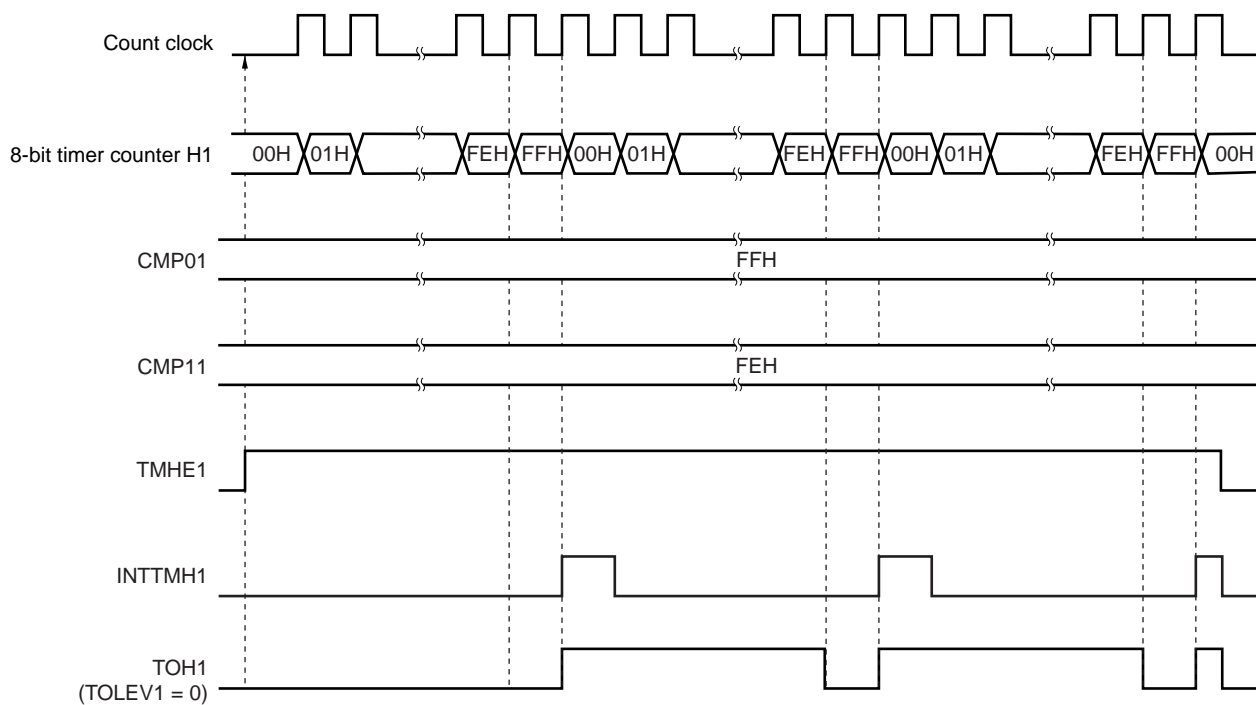 Count clock
8-bit timer counter H1
00H 01H FEH FFH 00H 01H FEH FFH 00H 01H FEH FFH 00H
CMP01
FFH
CMP11
FEH
TMHE1
INTTMH1
TOH1
(TOLEV1 = 0)